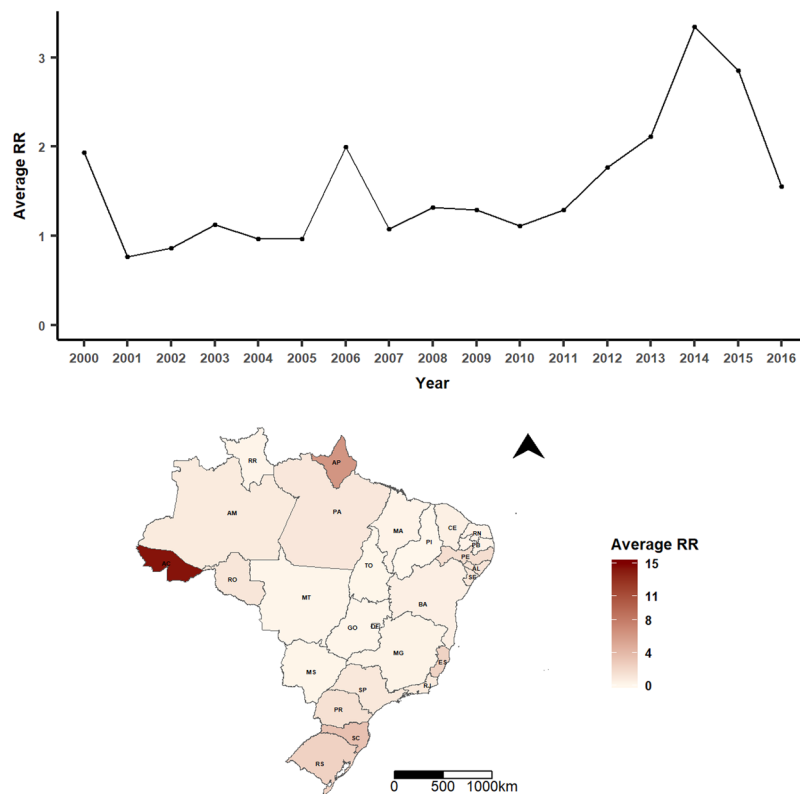 3
2
1
0
Average RR
2000 2001 2002 2003 2004 2005 2006 2007 2008 2009 2010 2011 2012 2013 2014 2015 2016
Year
RR
AP
AM
PA
MA
CE
RN
PI
PB
PE
AC
TO
AL
RO
SE
MT
BA
GO
DF
MG
ES
MS
SP
RJ
PR
SC
RS
Average RR
15
11
8
4
0
0 500 1000km